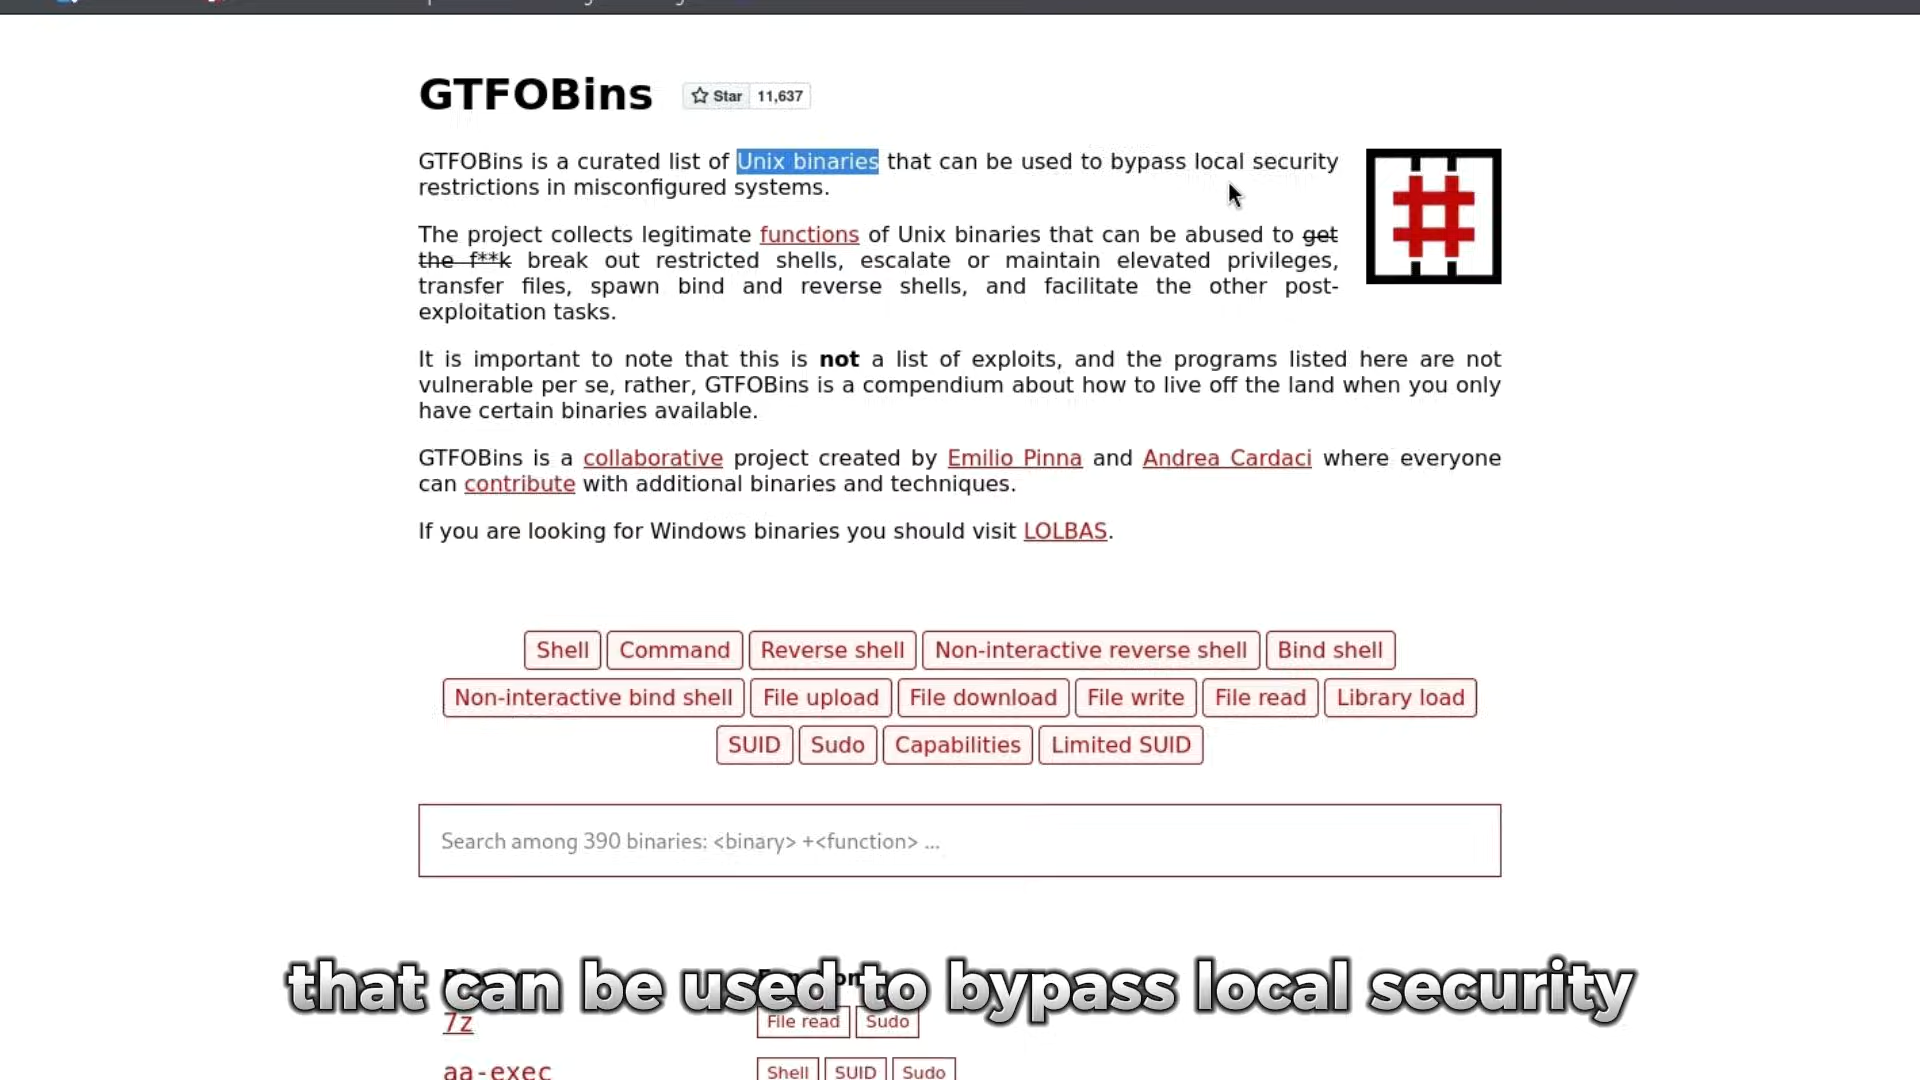 GTFOBins
Star 11,637
GTFOBins is a curated list of Unix binaries that can be used to bypass local security
restrictions in misconfigured systems.
The project collects legitimate functions of Unix binaries that can be abused to get
the f**k break out restricted shells, escalate or maintain elevated privileges,
transfer files, spawn bind and reverse shells, and facilitate the other post-
exploitation tasks.
It is important to note that this is not a list of exploits, and the programs listed here are not
vulnerable per se, rather, GTFOBins is a compendium about how to live off the land when you only
have certain binaries available.
GTFOBins is a collaborative project created by Emilio Pinna and Andrea Cardaci where everyone
can contribute with additional binaries and techniques.
If you are looking for Windows binaries you should visit LOLBAS.
Shell Command Reverse shell Non-interactive reverse shell Bind shell
Non-interactive bind shell File upload File download File write File read Library load
SUID Sudo Capabilities Limited SUID
Search among 390 binaries: <binary> +<function> ...
that can be used to bypass local security
7z File read Sudo
aa-exec Shell SUID Sudo